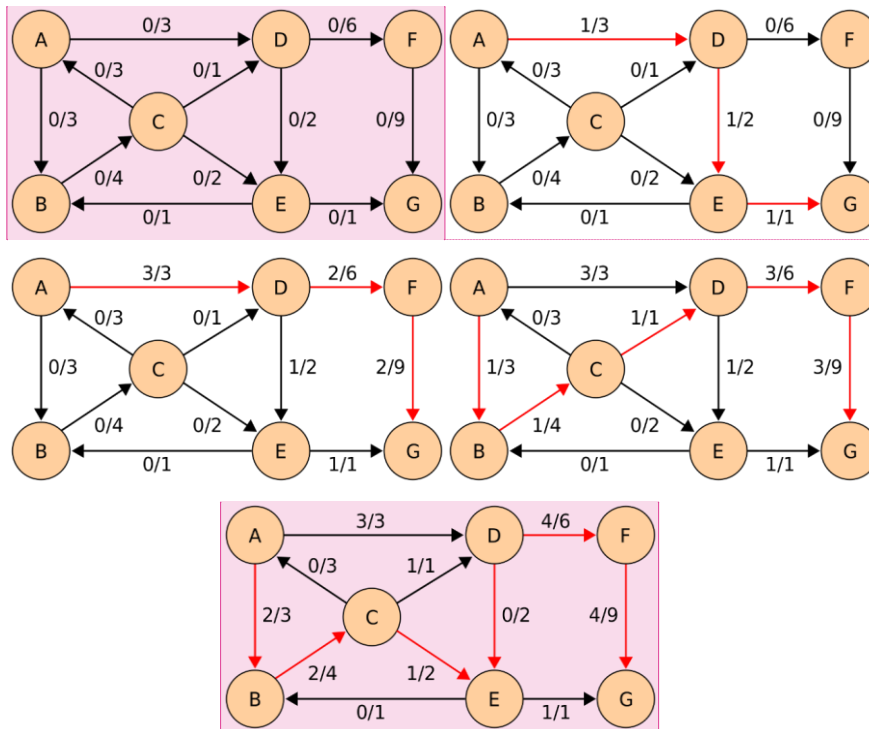 A 0/3 D 0/6 F
0/3 0/1
0/3 C 0/2 0/9
0/4 0/2
B 0/1 E 0/1 G
A 1/3 D 0/6 F
0/3 0/1
0/3 C 1/2 0/9
0/4 0/2
B 0/1 E 1/1 G
A 3/3 D 2/6 F
0/3 0/1
0/3 C 1/2 2/9
0/4 0/2
B 0/1 E 1/1 G
A 3/3 D 3/6 F
0/3 1/1
1/3 C 1/2 3/9
1/4 0/2
B 0/1 E 1/1 G
A 3/3 D 4/6 F
0/3 1/1
2/3 C 0/2 4/9
2/4 1/2
B 0/1 E 1/1 G